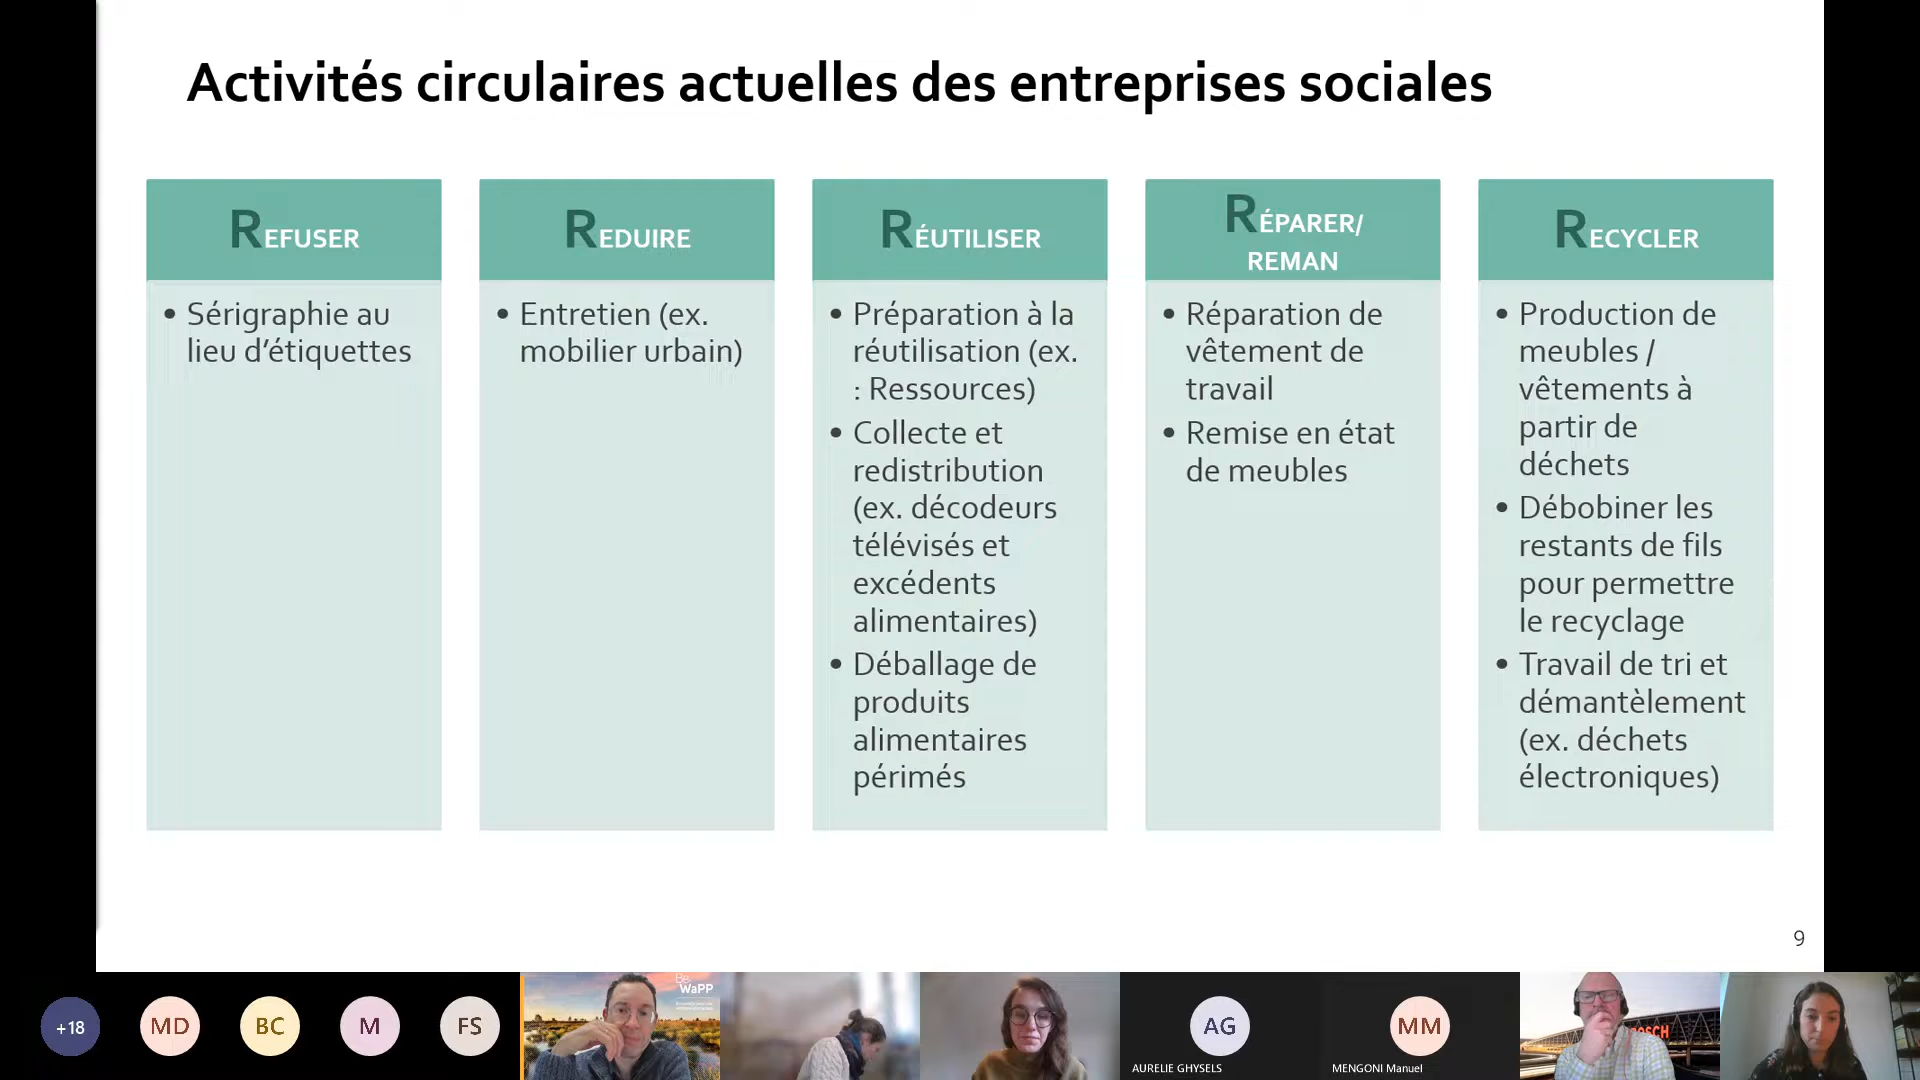 Activités circulaires actuelles des entreprises sociales
REFUSER
• Sérigraphie au
lieu d’étiquettes
REDUIRE
• Entretien (ex.
mobilier urbain)
RÉUTILISER
• Préparation à la
réutilisation (ex.
: Ressources)
• Collecte et
redistribution
(ex. décodeurs
télévisés et
excédents
alimentaires)
• Déballage de
produits
alimentaires
périmés
RÉPARER/
REMAN
• Réparation de
vêtement de
travail
• Remise en état
de meubles
RECYCLER
• Production de
meubles /
vêtements à
partir de
déchets
• Débobiner les
restants de fils
pour permettre
le recyclage
• Travail de tri et
démantèlement
(ex. déchets
électroniques)
9
+18
MD
BC
M
FS
Be
WaPP
AG
AURELIE GHYSELS
MM
MENGONI Manuel
OSCH